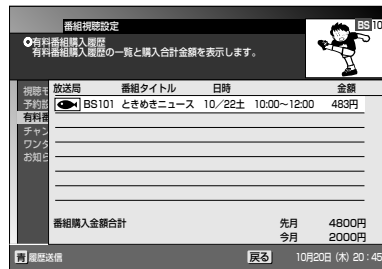 番組視聴設定
BS 10
有料番組購入履歴
有料番組購入履歴の一覧と購入合計金額を表示します。
視聴
予約
有料番
チャン
ワンタ
お知ら
放送局 番組タイトル 日時 金額
BS101 ときめきニュース 10／22土 10:00～12:00 483円
番組購入金額合計 先月 4800円
今月 2000円
青 履歴送信 戻る 10月20日(木) 20:45